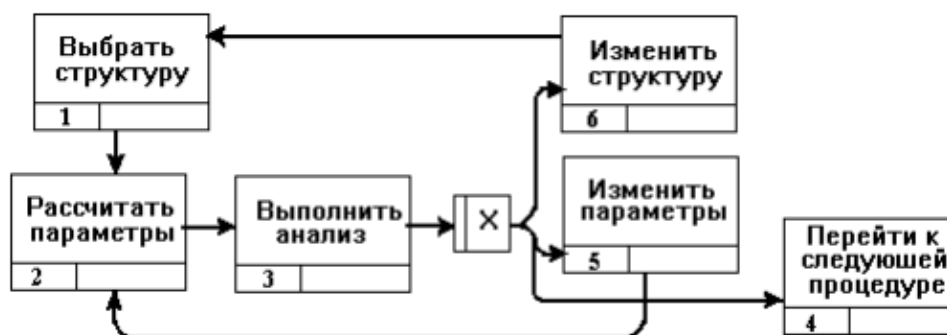 Выбрать
структуру
1
Изменить
структуру
6
Рассчитать
параметры
2
Выполнить
анализ
3
X
Изменить
параметры
5
Перейти к
следуюшей
процедуре
4